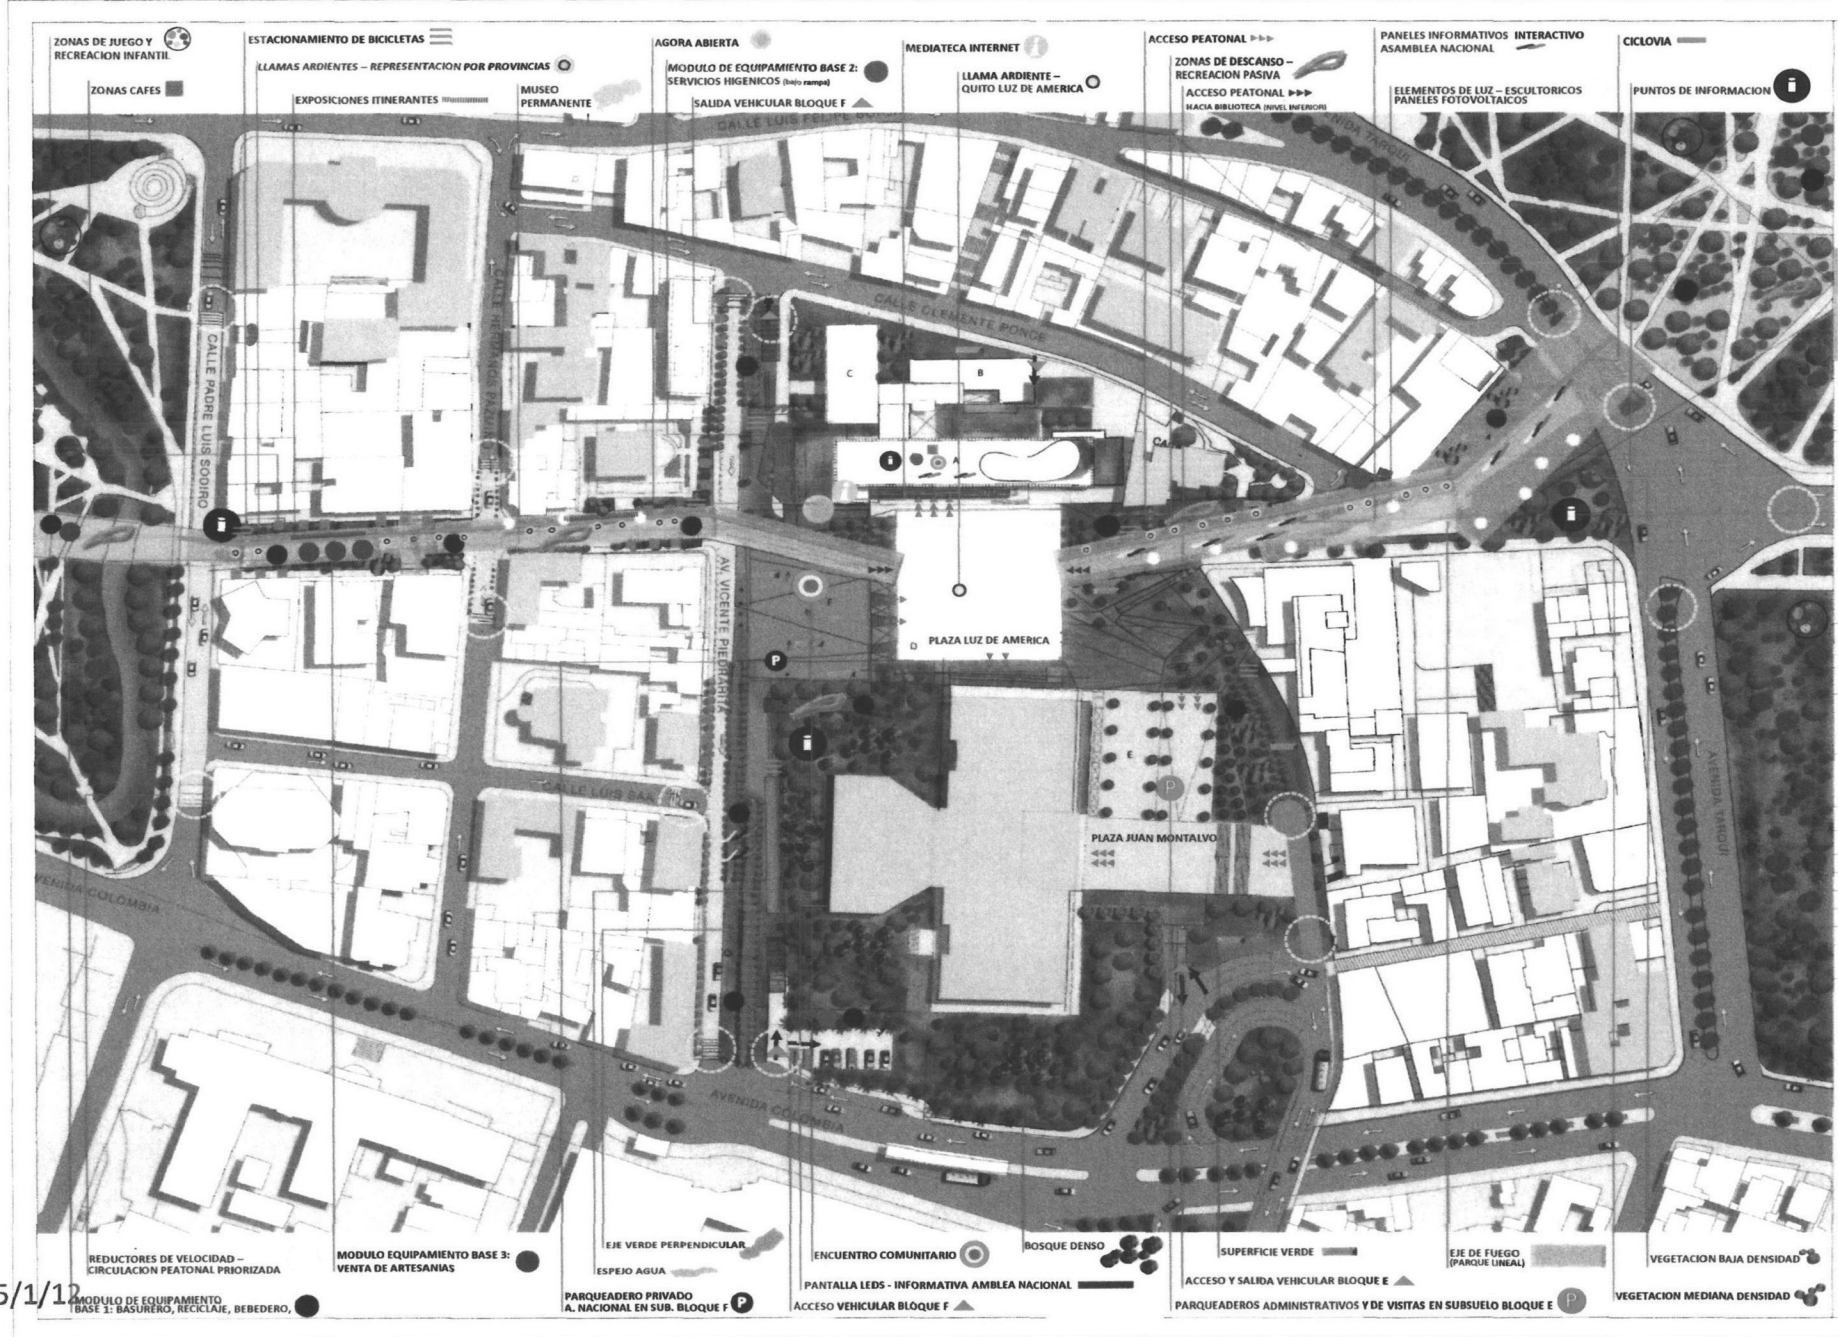 ZONAS DE JUEGO Y
RECREACION INFANTIL
ZONAS CAFES
ESTACIONAMIENTO DE BICICLETAS
LLAMAS ARDIENTES – REPRESENTACION POR PROVINCIAS
EXPOSICIONES ITINERANTES
MUSEO
PERMANENTE
AGORA ABIERTA
MODULO DE EQUIPAMIENTO BASE 2:
SERVICIOS HIGENICOS (bajo rampa)
SALIDA VEHICULAR BLOQUE F
MEDIATECA INTERNET
LLAMA ARDIENTE –
QUITO LUZ DE AMERICA
ACCESO PEATONAL
ZONAS DE DESCANSO –
RECREACION PASIVA
ACCESO PEATONAL
HACIA BIBLIOTECA (NIVEL INFERIOR)
PANELES INFORMATIVOS INTERACTIVO
ASAMBLEA NACIONAL
ELEMENTOS DE LUZ – ESCULTORICOS
PANELES FOTOVOLTAICOS
CICLOVIA
PUNTOS DE INFORMACION
CALLE LUIS FELIPE
AVENIDA TARQUI
CALLE CLEMENTE PONCE
CALLE PADRE LUIS SODIRO
C
B
A
i
i
i
PLAZA LUZ DE AMERICA
D
F
P
AV. VICENTE PIEDRAHITA
i
E
P
CALLE LUIS SAA
PLAZA JUAN MONTALVO
AVENIDA TARQUI
AVENIDA COLOMBIA
AVENIDA COLOMBIA
REDUCTORES DE VELOCIDAD –
CIRCULACION PEATONAL PRIORIZADA
5/1/12
MODULO DE EQUIPAMIENTO
BASE 1: BASURERO, RECICLAJE, BEBEDERO,
MODULO EQUIPAMIENTO BASE 3:
VENTA DE ARTESANIAS
EJE VERDE PERPENDICULAR
ESPEJO AGUA
PARQUEADERO PRIVADO
A. NACIONAL EN SUB. BLOQUE F P
ENCUENTRO COMUNITARIO
PANTALLA LEDS - INFORMATIVA AMBLEA NACIONAL
ACCESO VEHICULAR BLOQUE F
BOSQUE DENSO
SUPERFICIE VERDE
ACCESO Y SALIDA VEHICULAR BLOQUE E
PARQUEADEROS ADMINISTRATIVOS Y DE VISITAS EN SUBSUELO BLOQUE E P
EJE DE FUEGO
(PARQUE LINEAL)
VEGETACION BAJA DENSIDAD
VEGETACION MEDIANA DENSIDAD